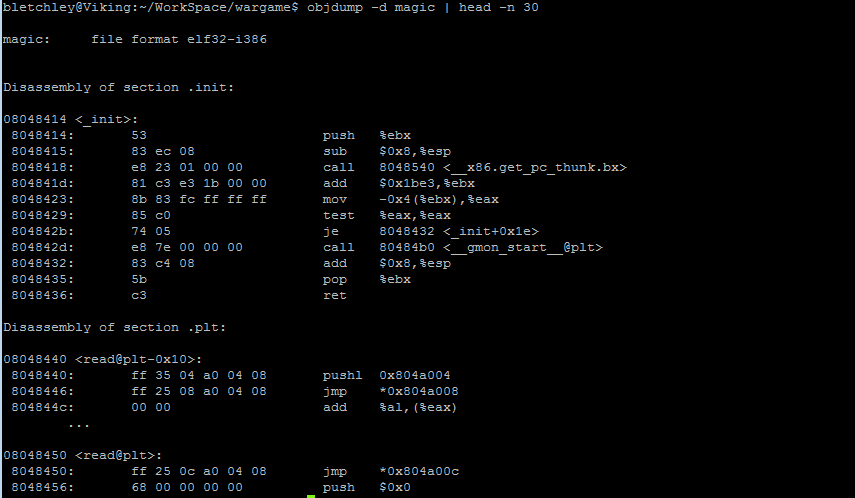 bletchley@Viking:~/WorkSpace/wargame$ objdump -d magic | head -n 30
magic:     file format elf32-i386
Disassembly of section .init:
08048414 <_init>:
 8048414:       53                      push   %ebx
 8048415:       83 ec 08                sub    $0x8,%esp
 8048418:       e8 23 01 00 00          call   8048540 <__x86.get_pc_thunk.bx>
 804841d:       81 c3 e3 1b 00 00       add    $0x1be3,%ebx
 8048423:       8b 83 fc ff ff ff       mov    -0x4(%ebx),%eax
 8048429:       85 c0                   test   %eax,%eax
 804842b:       74 05                   je     8048432 <_init+0x1e>
 804842d:       e8 7e 00 00 00          call   80484b0 <__gmon_start__@plt>
 8048432:       83 c4 08                add    $0x8,%esp
 8048435:       5b                      pop    %ebx
 8048436:       c3                      ret
Disassembly of section .plt:
08048440 <read@plt-0x10>:
 8048440:       ff 35 04 a0 04 08       pushl  0x804a004
 8048446:       ff 25 08 a0 04 08       jmp    *0x804a008
 804844c:       00 00                   add    %al,(%eax)
        ...
08048450 <read@plt>:
 8048450:       ff 25 0c a0 04 08       jmp    *0x804a00c
 8048456:       68 00 00 00 00          push   $0x0